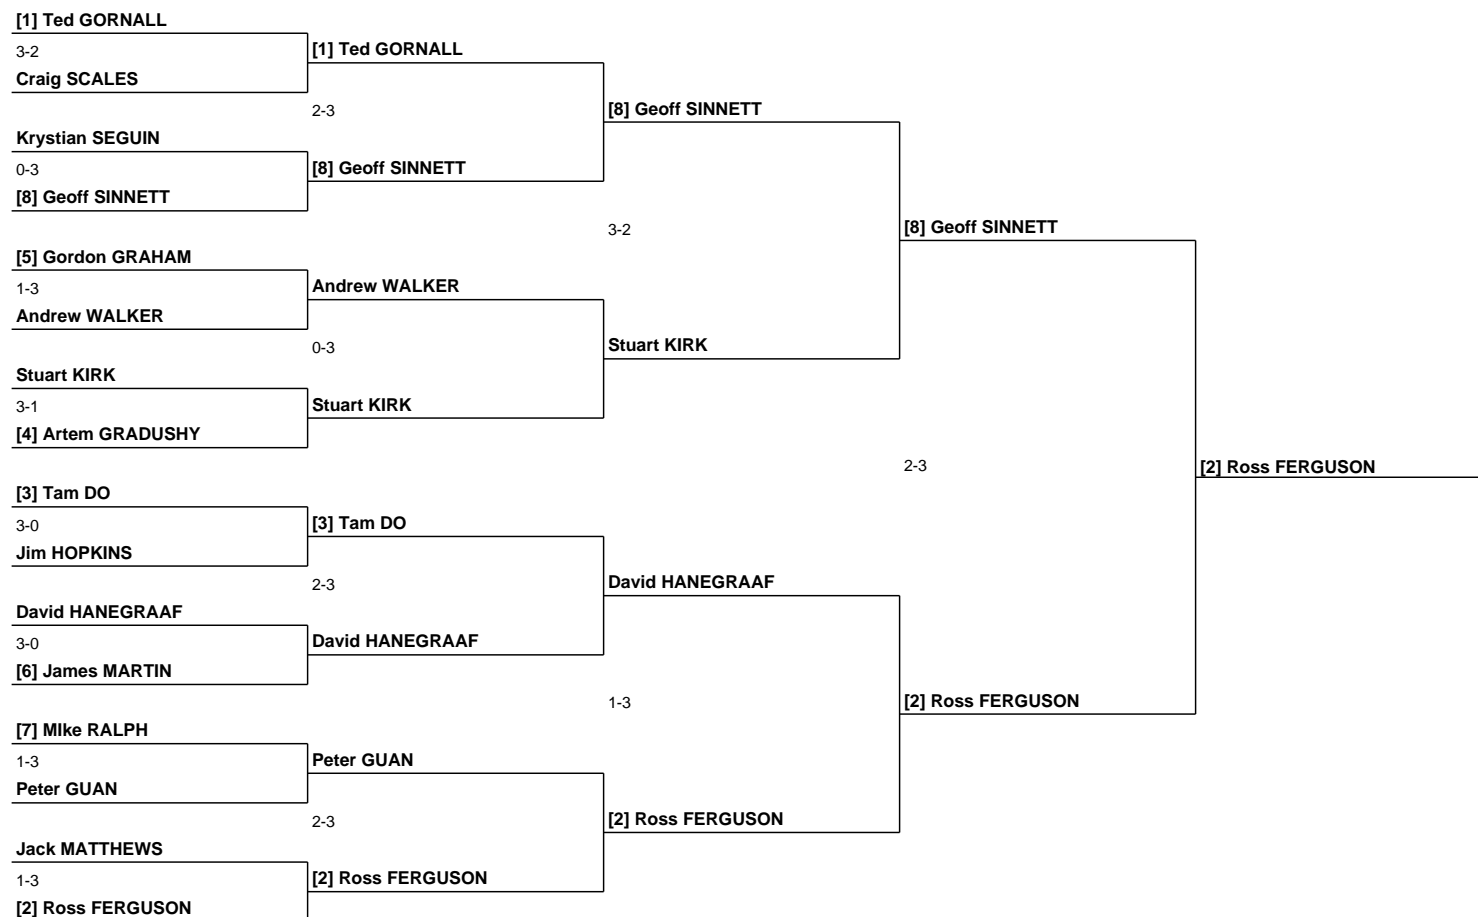 [1] Ted GORNALL
3-2
Craig SCALES
Krystian SEGUIN
0-3
[8] Geoff SINNETT
[5] Gordon GRAHAM
1-3
Andrew WALKER
Stuart KIRK
3-1
[4] Artem GRADUSHY
[3] Tam DO
3-0
Jim HOPKINS
David HANEGRAAF
3-0
[6] James MARTIN
[7] MIke RALPH
1-3
Peter GUAN
Jack MATTHEWS
1-3
[2] Ross FERGUSON
[1] Ted GORNALL
2-3
[8] Geoff SINNETT
Andrew WALKER
0-3
Stuart KIRK
[3] Tam DO
2-3
David HANEGRAAF
Peter GUAN
2-3
[2] Ross FERGUSON
[8] Geoff SINNETT
3-2
Stuart KIRK
David HANEGRAAF
1-3
[2] Ross FERGUSON
[8] Geoff SINNETT
2-3
[2] Ross FERGUSON
[2] Ross FERGUSON